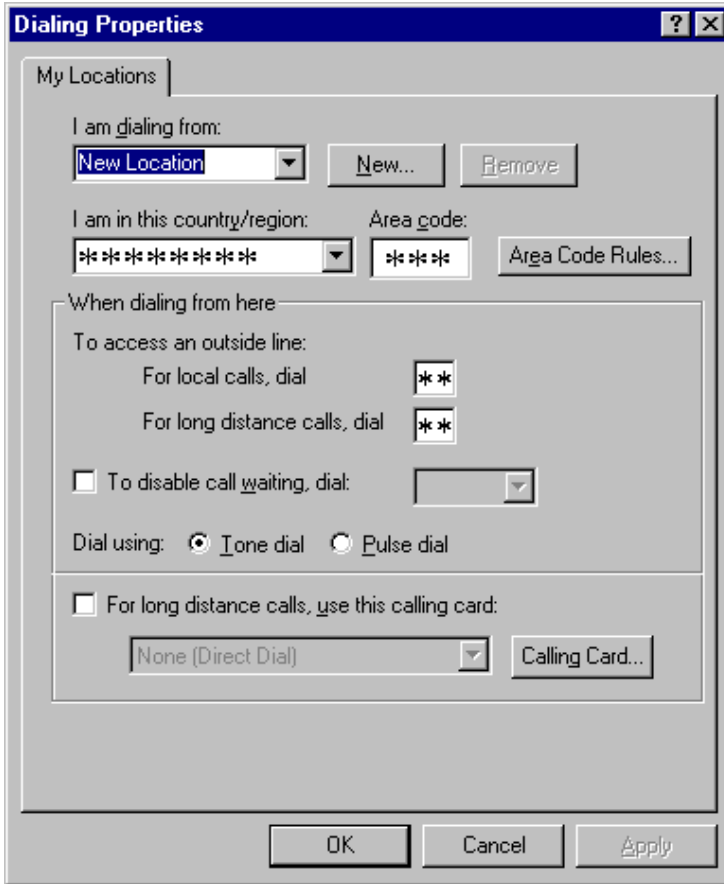 Dialing Properties
My Locations
I am dialing from:
New Location New... Remove
I am in this country/region: Area code:
******** *** Area Code Rules...
When dialing from here
To access an outside line:
For local calls, dial **
For long distance calls, dial **
To disable call waiting, dial:
Dial using: Tone dial Pulse dial
For long distance calls, use this calling card:
None (Direct Dial) Calling Card...
OK Cancel Apply